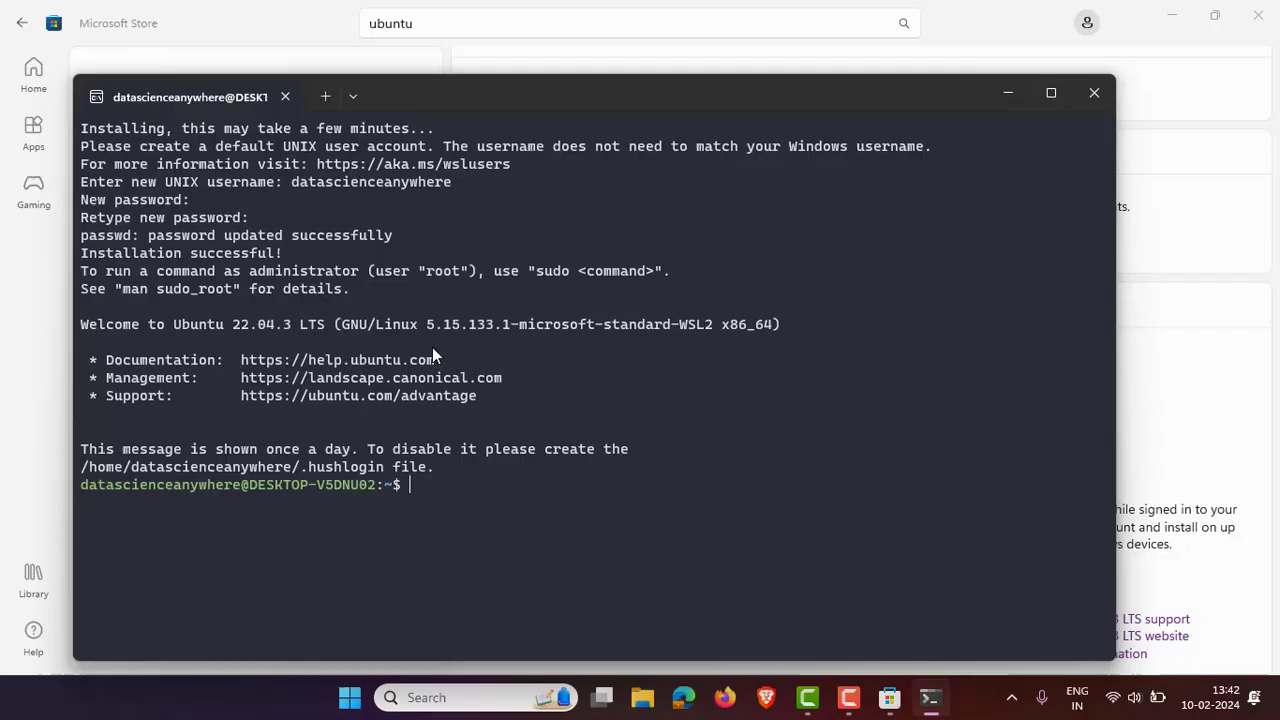 Microsoft Store
ubuntu
Home
Apps
Gaming
Library
Help
datascienceanywhere@DESKT
Installing, this may take a few minutes...
Please create a default UNIX user account. The username does not need to match your Windows username.
For more information visit: https://aka.ms/wslusers
Enter new UNIX username: datascienceanywhere
New password:
Retype new password:
passwd: password updated successfully
Installation successful!
To run a command as administrator (user "root"), use "sudo <command>".
See "man sudo_root" for details.
Welcome to Ubuntu 22.04.3 LTS (GNU/Linux 5.15.133.1-microsoft-standard-WSL2 x86_64)
* Documentation: https://help.ubuntu.com
* Management: https://landscape.canonical.com
* Support: https://ubuntu.com/advantage
This message is shown once a day. To disable it please create the
/home/datascienceanywhere/.hushlogin file.
datascienceanywhere@DESKTOP-V5DNU02:~$
ts.
signed in to your
and install on up
devices.
LTS support
LTS website
Search
ENG
IN
13:42
10-02-2024